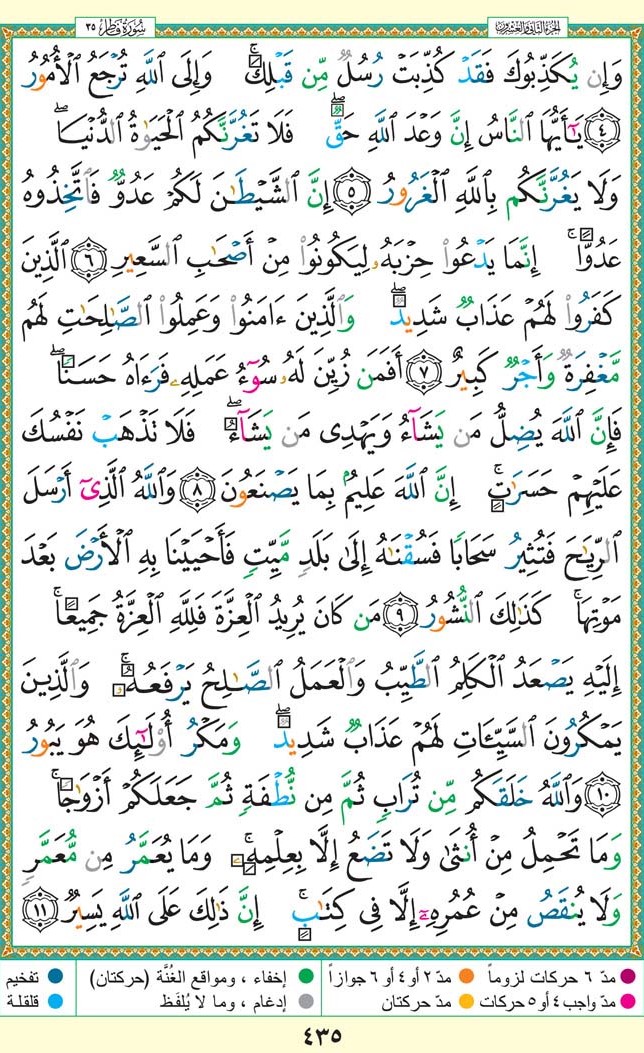 الجزء الثاني والعشرون
سورة فاطر ٣٥
وَإِن يُكَذِّبُوكَ فَقَدْ كُذِّبَتْ رُسُلٌ مِّن قَبْلِكَ ۚ وَإِلَى ٱللَّهِ تُرْجَعُ ٱلْأُمُورُ
﴿٤﴾ يَـٰٓأَيُّهَا ٱلنَّاسُ إِنَّ وَعْدَ ٱللَّهِ حَقٌّ ۖ فَلَا تَغُرَّنَّكُمُ ٱلْحَيَوٰةُ ٱلدُّنْيَا ۖ
وَلَا يَغُرَّنَّكُم بِٱللَّهِ ٱلْغَرُورُ ﴿٥﴾ إِنَّ ٱلشَّيْطَـٰنَ لَكُمْ عَدُوٌّ فَٱتَّخِذُوهُ
عَدُوًّا ۚ إِنَّمَا يَدْعُوا۟ حِزْبَهُۥ لِيَكُونُوا۟ مِنْ أَصْحَـٰبِ ٱلسَّعِيرِ ﴿٦﴾ ٱلَّذِينَ
كَفَرُوا۟ لَهُمْ عَذَابٌ شَدِيدٌ ۖ وَٱلَّذِينَ ءَامَنُوا۟ وَعَمِلُوا۟ ٱلصَّـٰلِحَـٰتِ لَهُم
مَّغْفِرَةٌ وَأَجْرٌ كَبِيرٌ ﴿٧﴾ أَفَمَن زُيِّنَ لَهُۥ سُوٓءُ عَمَلِهِۦ فَرَءَاهُ حَسَنًا ۖ
فَإِنَّ ٱللَّهَ يُضِلُّ مَن يَشَآءُ وَيَهْدِى مَن يَشَآءُ ۖ فَلَا تَذْهَبْ نَفْسُكَ
عَلَيْهِمْ حَسَرَٰتٍ ۚ إِنَّ ٱللَّهَ عَلِيمٌۢ بِمَا يَصْنَعُونَ ﴿٨﴾ وَٱللَّهُ ٱلَّذِىٓ أَرْسَلَ
ٱلرِّيَـٰحَ فَتُثِيرُ سَحَابًا فَسُقْنَـٰهُ إِلَىٰ بَلَدٍ مَّيِّتٍ فَأَحْيَيْنَا بِهِ ٱلْأَرْضَ بَعْدَ
مَوْتِهَا ۚ كَذَٰلِكَ ٱلنُّشُورُ ﴿٩﴾ مَن كَانَ يُرِيدُ ٱلْعِزَّةَ فَلِلَّهِ ٱلْعِزَّةُ جَمِيعًا ۚ
إِلَيْهِ يَصْعَدُ ٱلْكَلِمُ ٱلطَّيِّبُ وَٱلْعَمَلُ ٱلصَّـٰلِحُ يَرْفَعُهُۥ ۚ وَٱلَّذِينَ
يَمْكُرُونَ ٱلسَّيِّـَٔاتِ لَهُمْ عَذَابٌ شَدِيدٌ ۖ وَمَكْرُ أُو۟لَـٰٓئِكَ هُوَ يَبُورُ
﴿١٠﴾ وَٱللَّهُ خَلَقَكُم مِّن تُرَابٍ ثُمَّ مِن نُّطْفَةٍ ثُمَّ جَعَلَكُمْ أَزْوَٰجًا ۚ
وَمَا تَحْمِلُ مِنْ أُنثَىٰ وَلَا تَضَعُ إِلَّا بِعِلْمِهِۦ ۚ وَمَا يُعَمَّرُ مِن مُّعَمَّرٍ
وَلَا يُنقَصُ مِنْ عُمُرِهِۦٓ إِلَّا فِى كِتَـٰبٍ ۚ إِنَّ ذَٰلِكَ عَلَى ٱللَّهِ يَسِيرٌ ﴿١١﴾
مدّ ٦ حركات لزوماً مدّ ٢ أو ٤ أو ٦ جوازاً إخفاء ، ومواقع الغُنَّة (حركتان) تفخيم
مدّ واجب ٤ أو ٥ حركات مدّ حركتان إدغام ، وما لا يُلفَظ قلقلة
٤٣٥